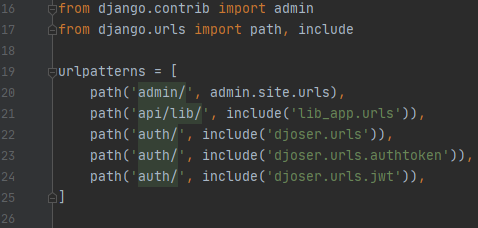 16 from django.contrib import admin
17 from django.urls import path, include
18
19 urlpatterns = [
20     path('admin/', admin.site.urls),
21     path('api/lib/', include('lib_app.urls')),
22     path('auth/', include('djoser.urls')),
23     path('auth/', include('djoser.urls.authtoken')),
24     path('auth/', include('djoser.urls.jwt')),
25 ]
26